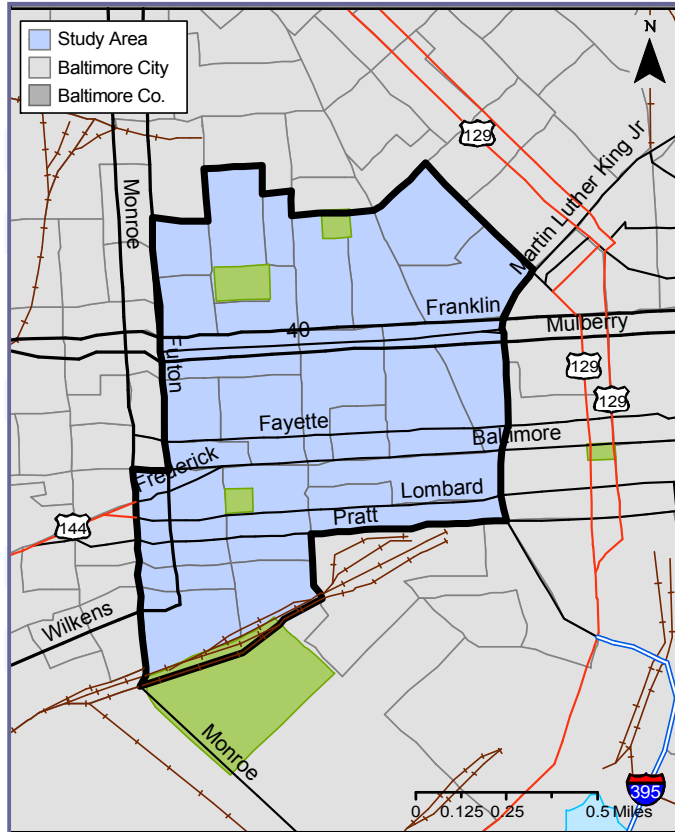 Study Area
Baltimore City
Baltimore Co.
N
129
Martin Luther King Jr
Monroe
Franklin
Mulberry
40
Fulton
129
129
Fayette
Baltimore
Frederick
Lombard
Pratt
144
Wilkens
Monroe
395
0 0.125 0.25 0.5 Miles